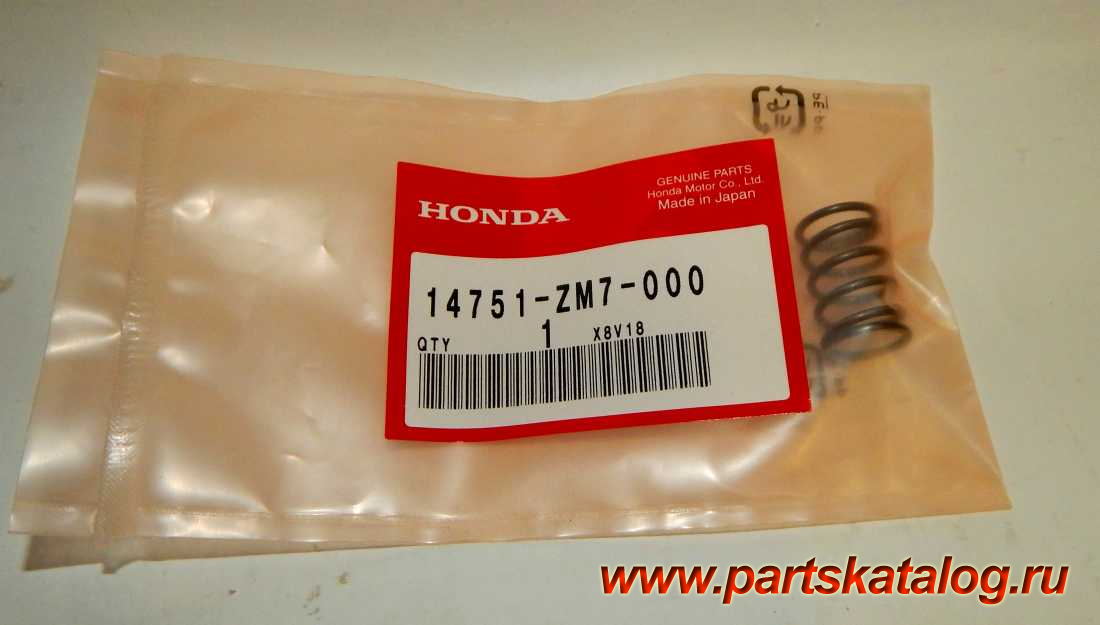 GENUINE PARTS
Honda Motor Co., Ltd.
Made in Japan
HONDA
14751-ZM7-000
QTY 1 X8V18
www.partskatalog.ru